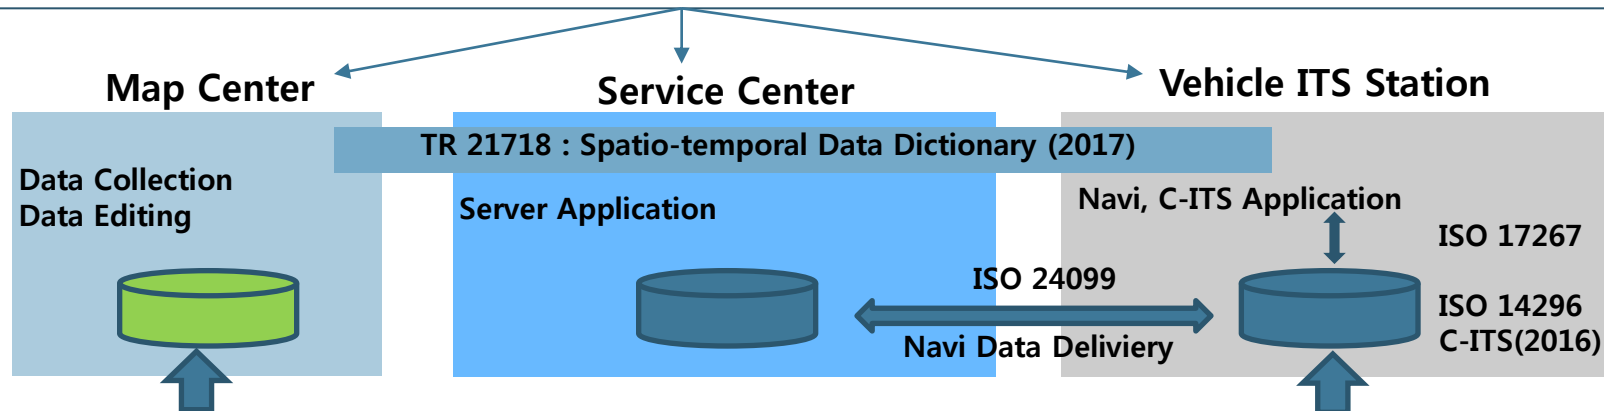 Map Center
Service Center
Vehicle ITS Station
TR 21718 : Spatio-temporal Data Dictionary (2017)
Data Collection
Data Editing
Server Application
Navi, C-ITS Application
ISO 17267
ISO 24099
Navi Data Deliviery
ISO 14296
C-ITS(2016)